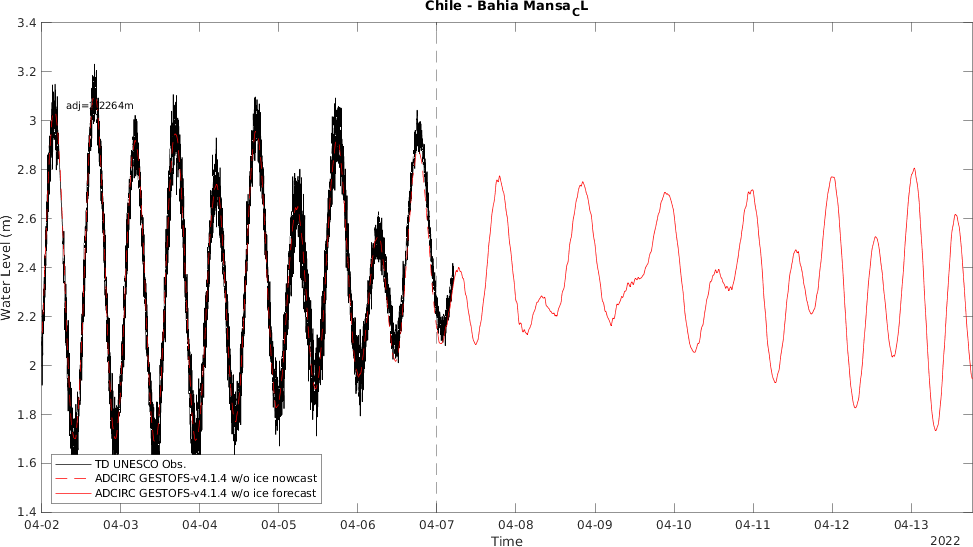 Chile - Bahia Mansa_CL
3.4
3.2
3
2.8
2.6
2.4
2.2
2
1.8
1.6
1.4
Water Level (m)
TD UNESCO Obs.
ADCIRC GESTOFS-v4.1.4 w/o ice nowcast
ADCIRC GESTOFS-v4.1.4 w/o ice forecast
04-02 04-03 04-04 04-05 04-06 04-07 04-08 04-09 04-10 04-11 04-12 04-13
Time
2022